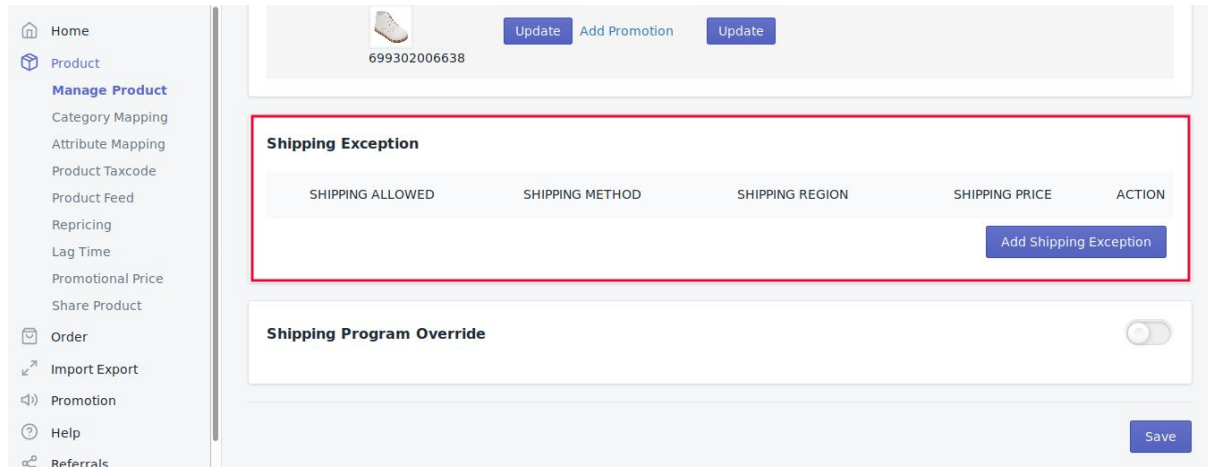 Home
Product
Manage Product
Category Mapping
Attribute Mapping
Product Taxcode
Product Feed
Repricing
Lag Time
Promotional Price
Share Product
Order
Import Export
Promotion
Help
Referrals
Update Add Promotion Update
699302006638
Shipping Exception
SHIPPING ALLOWED SHIPPING METHOD SHIPPING REGION SHIPPING PRICE ACTION
Add Shipping Exception
Shipping Program Override
Save